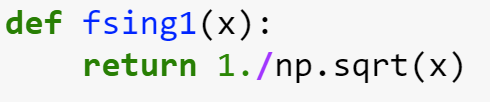 def fsing1(x):
    return 1./np.sqrt(x)